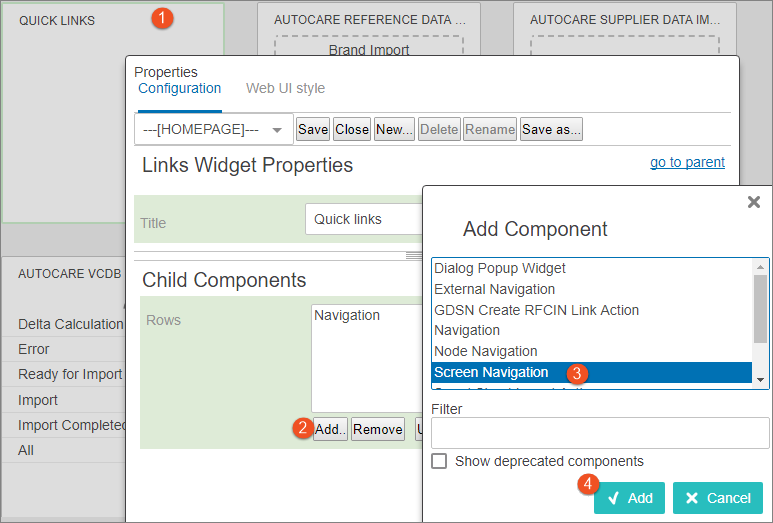 QUICK LINKS
1
AUTOCARE REFERENCE DATA ...
Brand Import
AUTOCARE SUPPLIER DATA IM...
Properties
Configuration
Web UI style
---[HOMEPAGE]---
Save
Close
New...
Delete
Rename
Save as...
Links Widget Properties
go to parent
Title
Quick links
Child Components
Rows
Navigation
2
Add..
Remove
AUTOCARE VCDB
Delta Calculation
Error
Ready for Import
Import
Import Completed
All
Add Component
Dialog Popup Widget
External Navigation
GDSN Create RFCIN Link Action
Navigation
Node Navigation
Screen Navigation
3
Filter
Show deprecated components
4
Add
Cancel